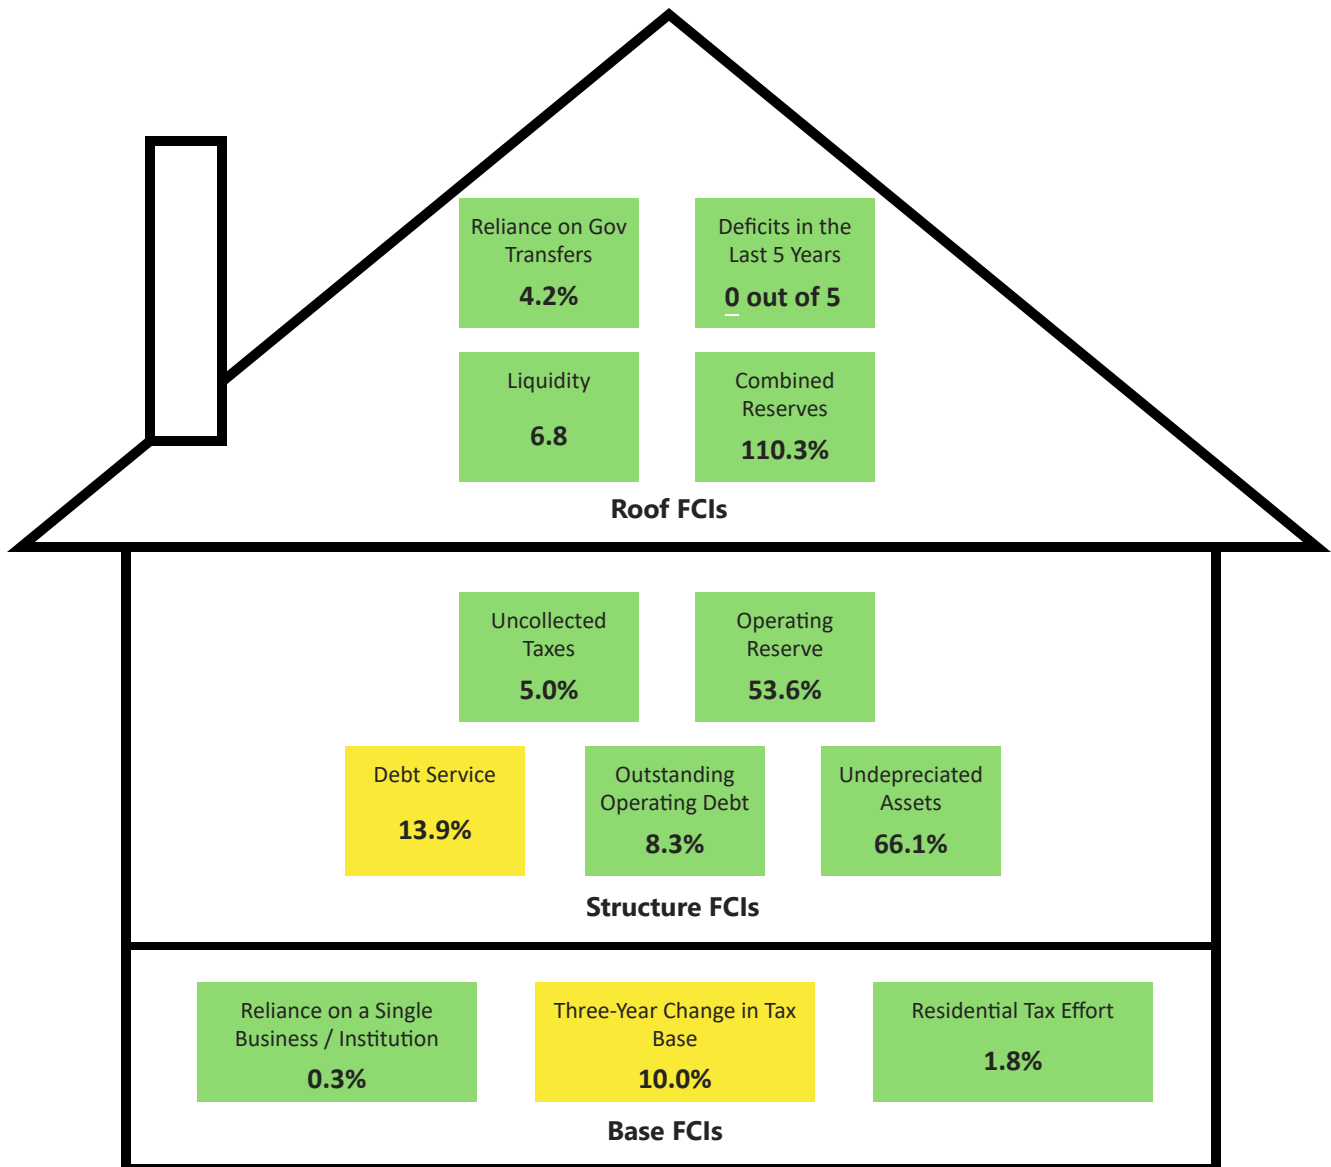 Reliance on Gov
Transfers
4.2%
Deficits in the
Last 5 Years
0 out of 5
Liquidity
6.8
Combined
Reserves
110.3%
Roof FCIs
Uncollected
Taxes
5.0%
Operating
Reserve
53.6%
Debt Service
13.9%
Outstanding
Operating Debt
8.3%
Undepreciated
Assets
66.1%
Structure FCIs
Reliance on a Single
Business / Institution
0.3%
Three-Year Change in Tax
Base
10.0%
Residential Tax Effort
1.8%
Base FCIs